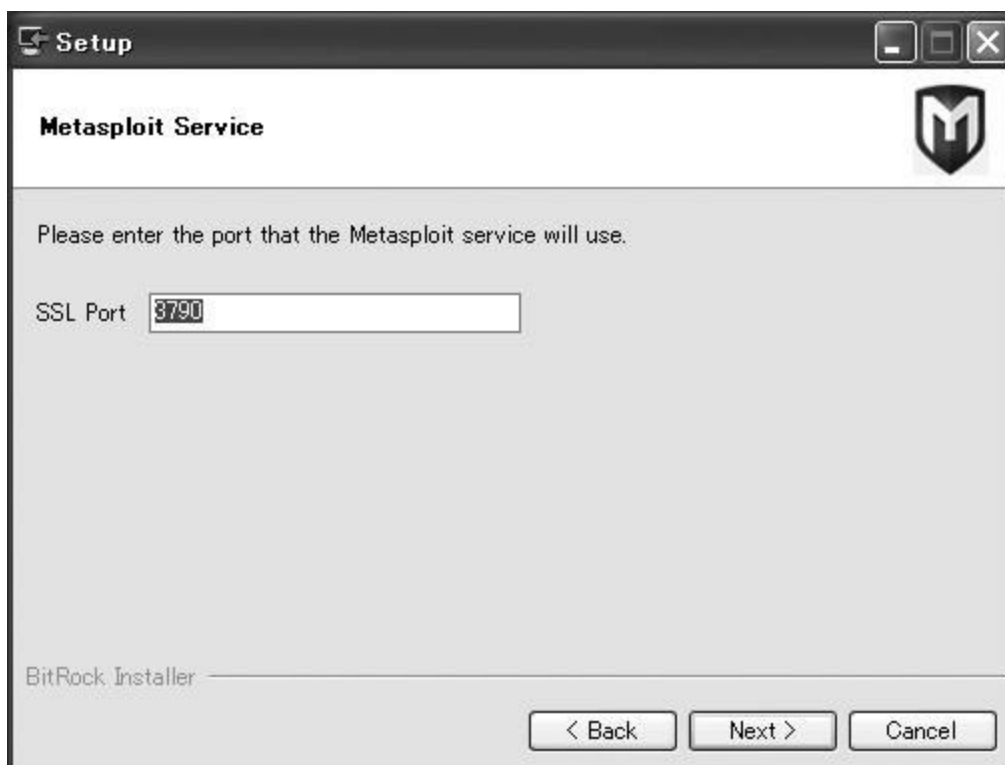 Setup
Metasploit Service
Please enter the port that the Metasploit service will use.
SSL Port 3790
BitRock Installer
< Back Next > Cancel